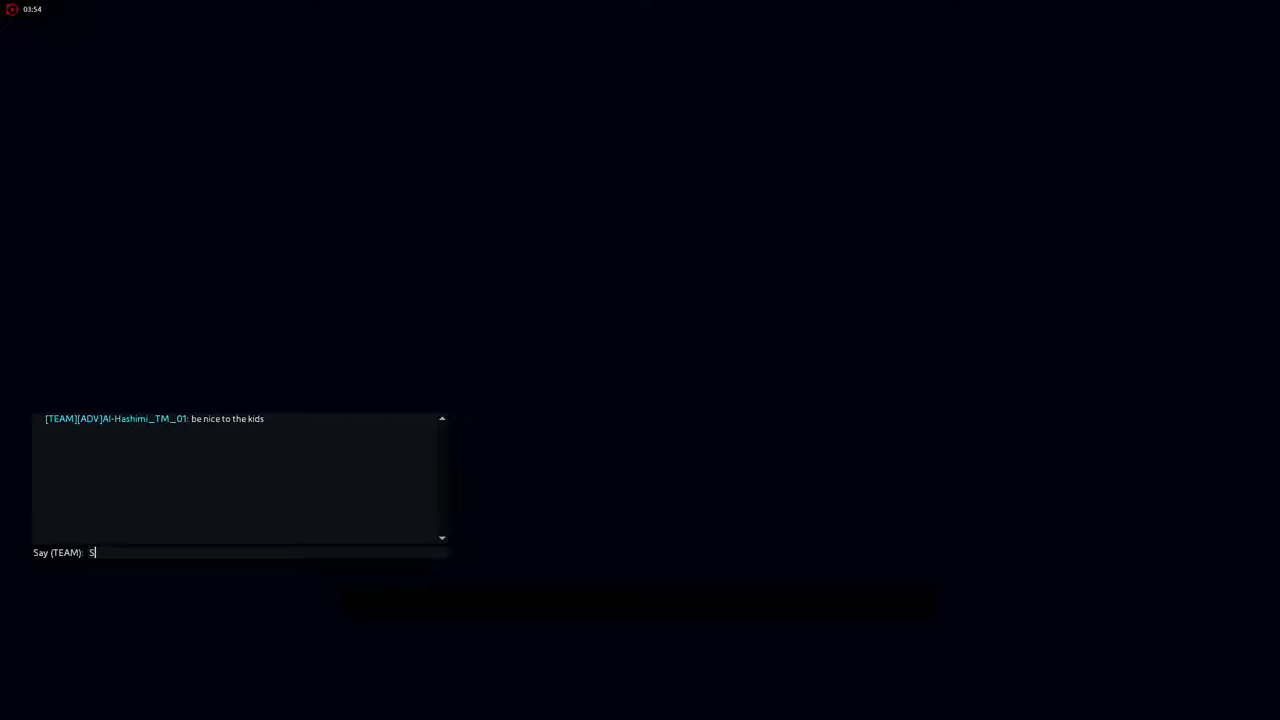 03:54
[TEAM][ADV]Al-Hashimi_TM_01: be nice to the kids
Say (TEAM): S